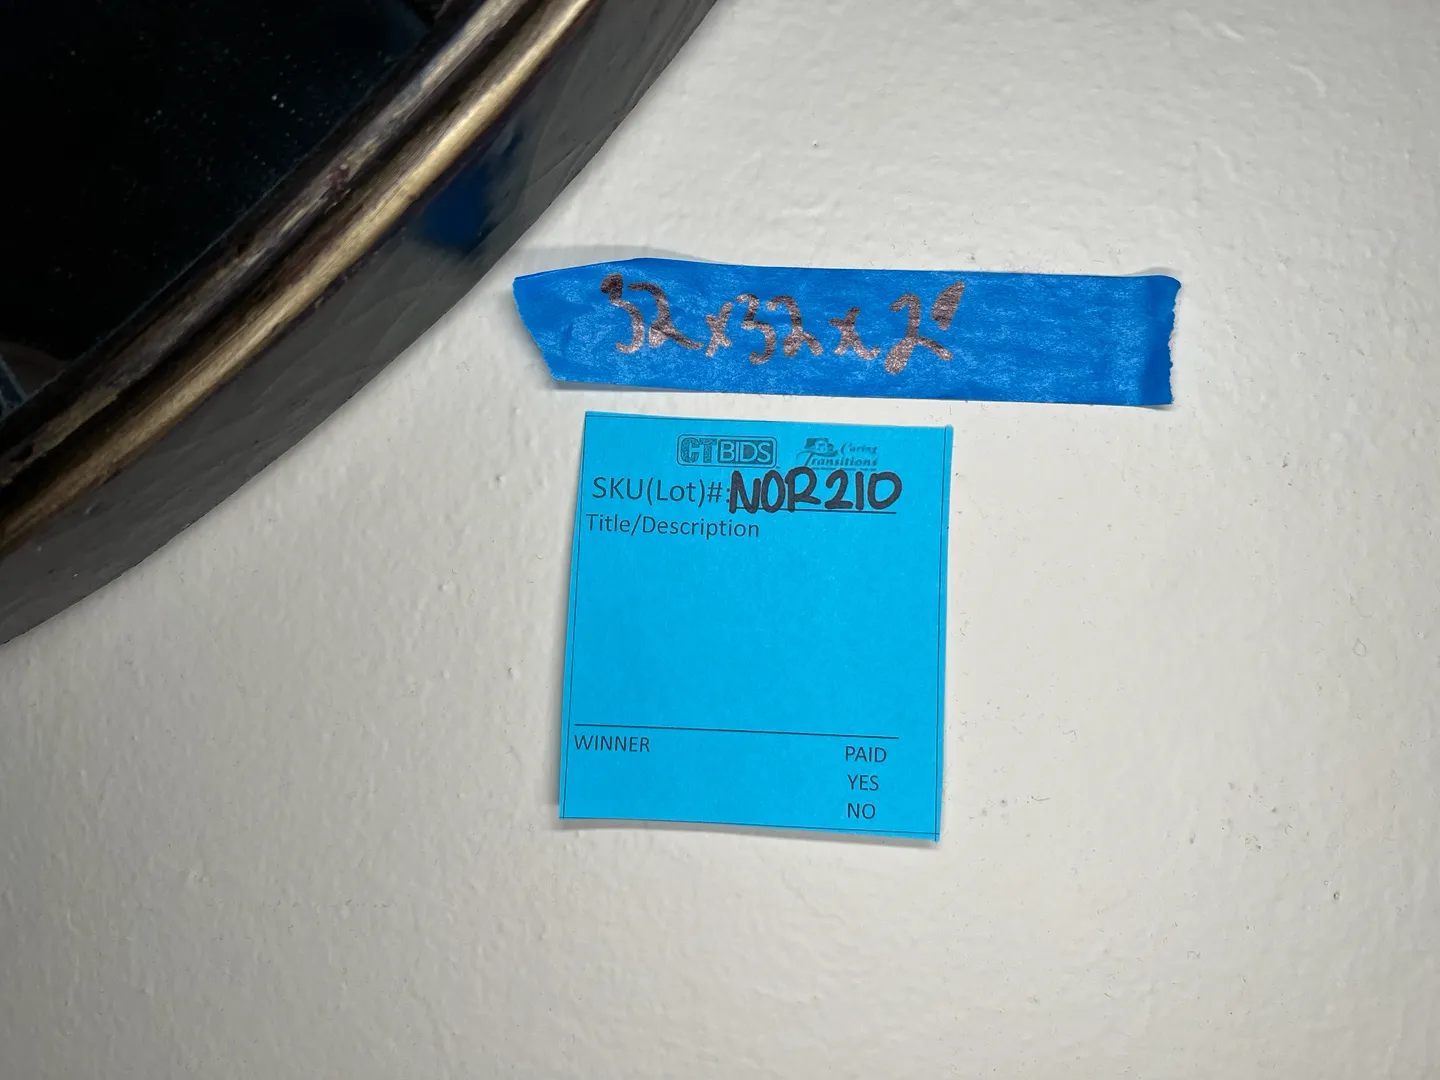 32x32x2"
CTBIDS Caring Transitions
SKU(Lot)#: NOR210
Title/Description
WINNER PAID
YES
NO